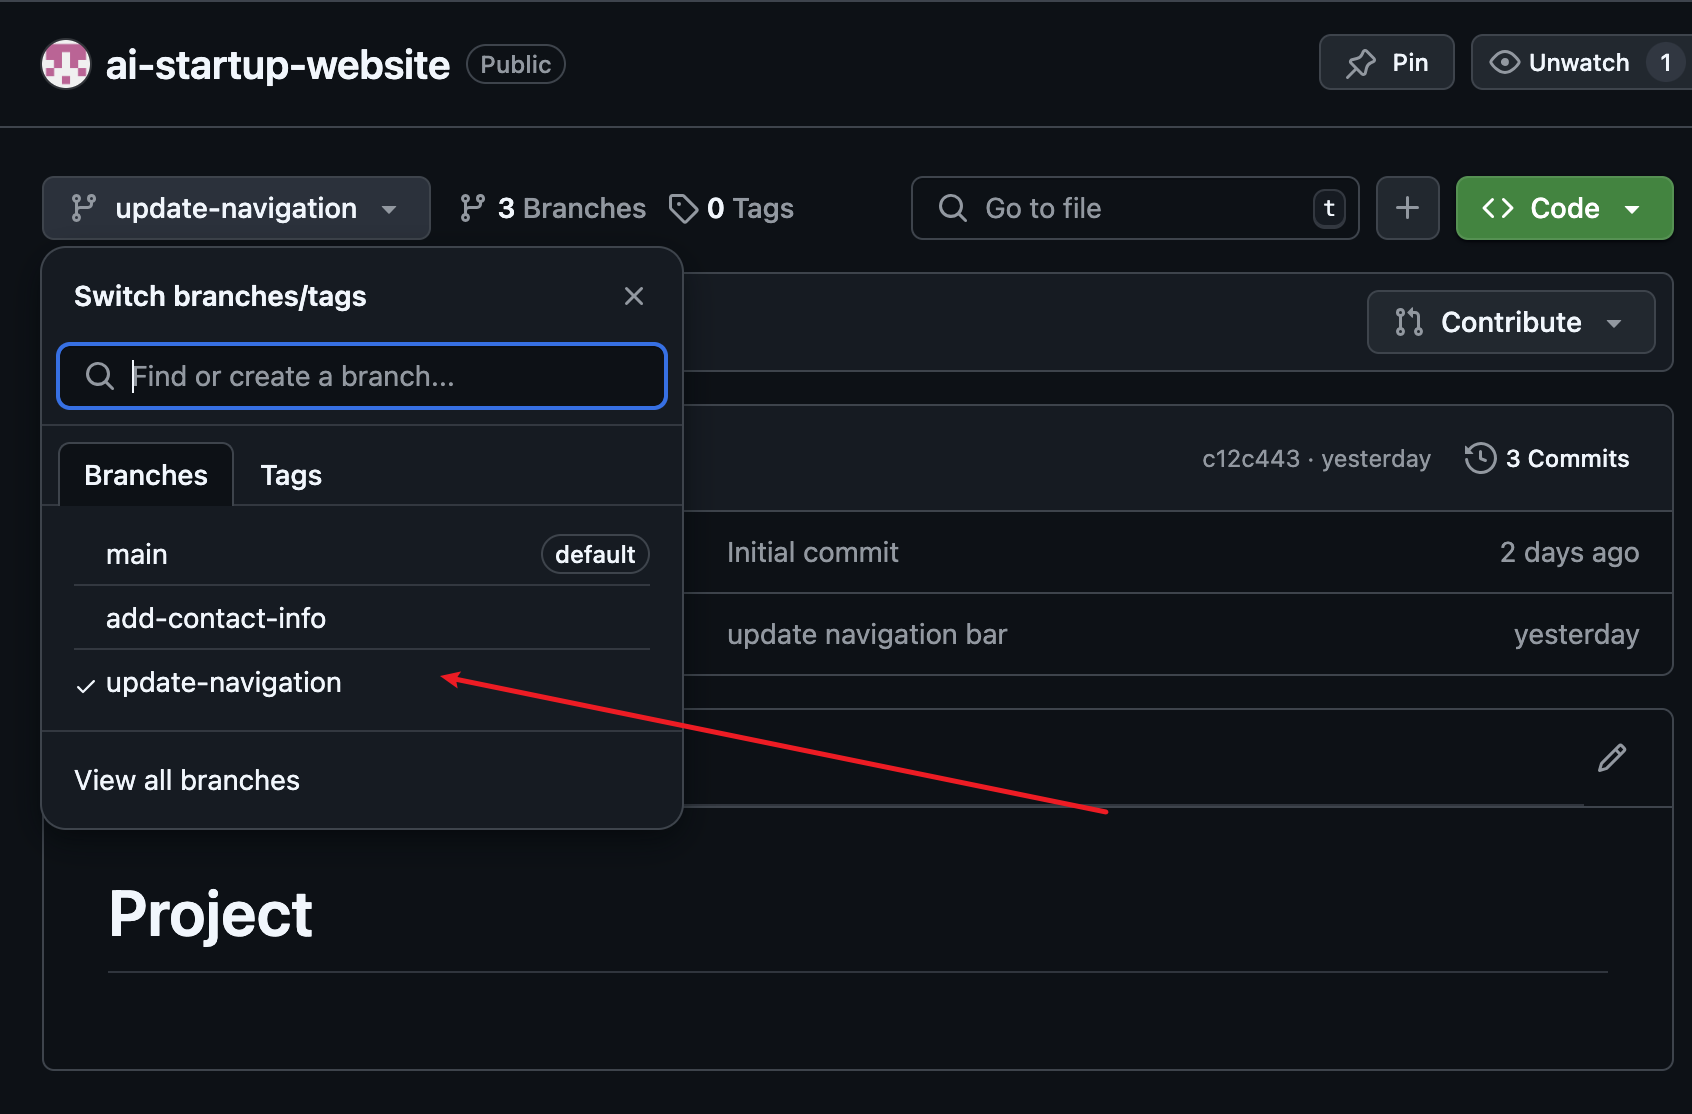 ai-startup-website Public Pin Unwatch 1
update-navigation 3 Branches 0 Tags Go to file t Code
Switch branches/tags
Contribute
Find or create a branch...
Branches Tags
c12c443 · yesterday 3 Commits
main default
Initial commit 2 days ago
add-contact-info
update navigation bar yesterday
update-navigation
View all branches
Project